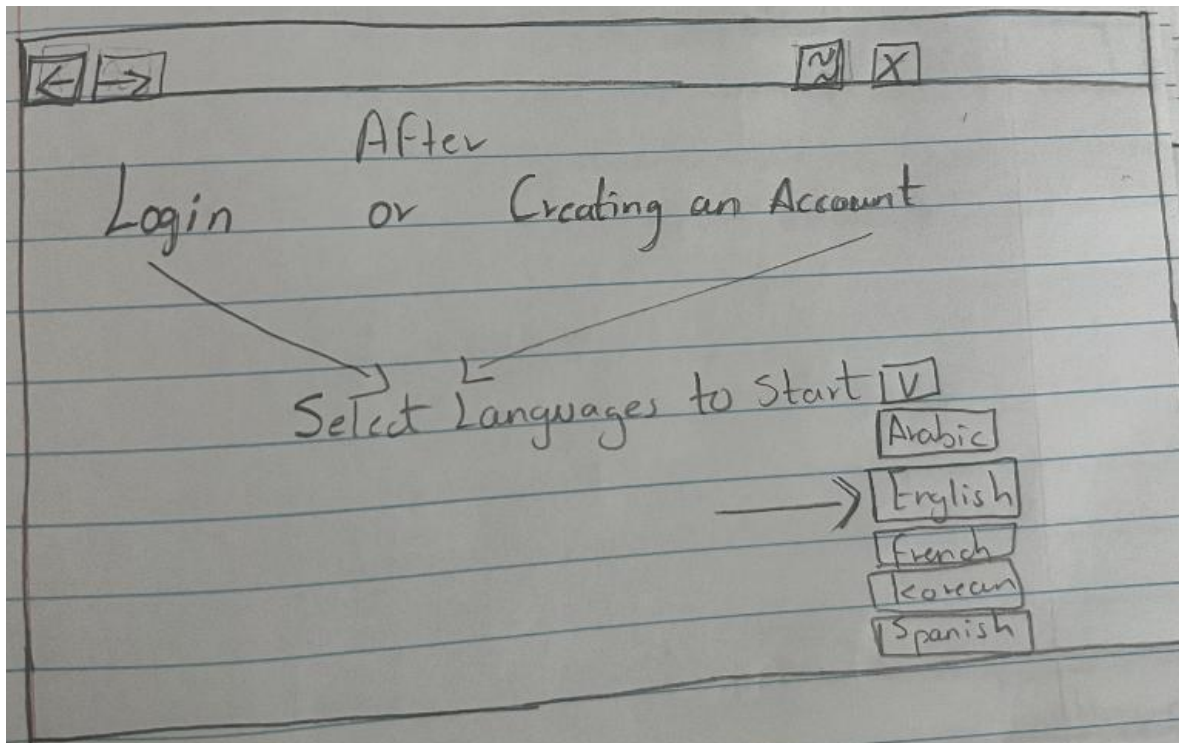 X
After
Login or Creating an Account
Select Languages to Start V
Arabic
English
French
Korean
Spanish